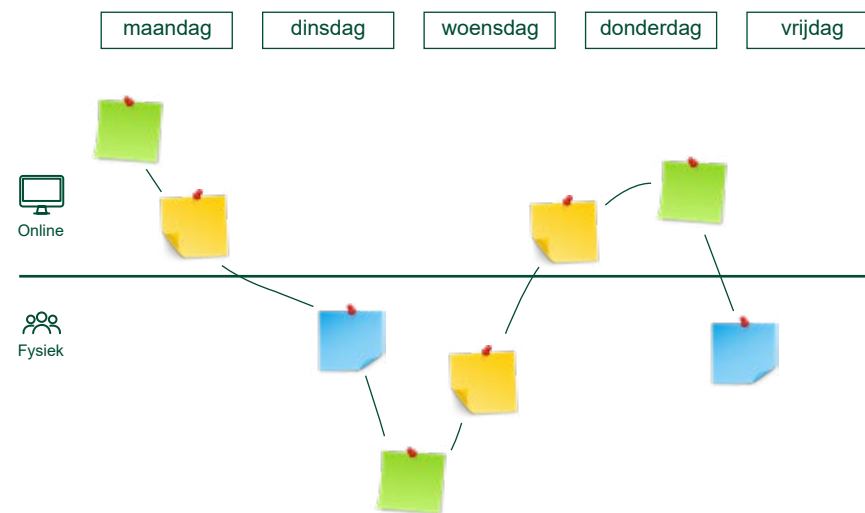 maandag
dinsdag
woensdag
donderdag
vrijdag
Online
Fysiek